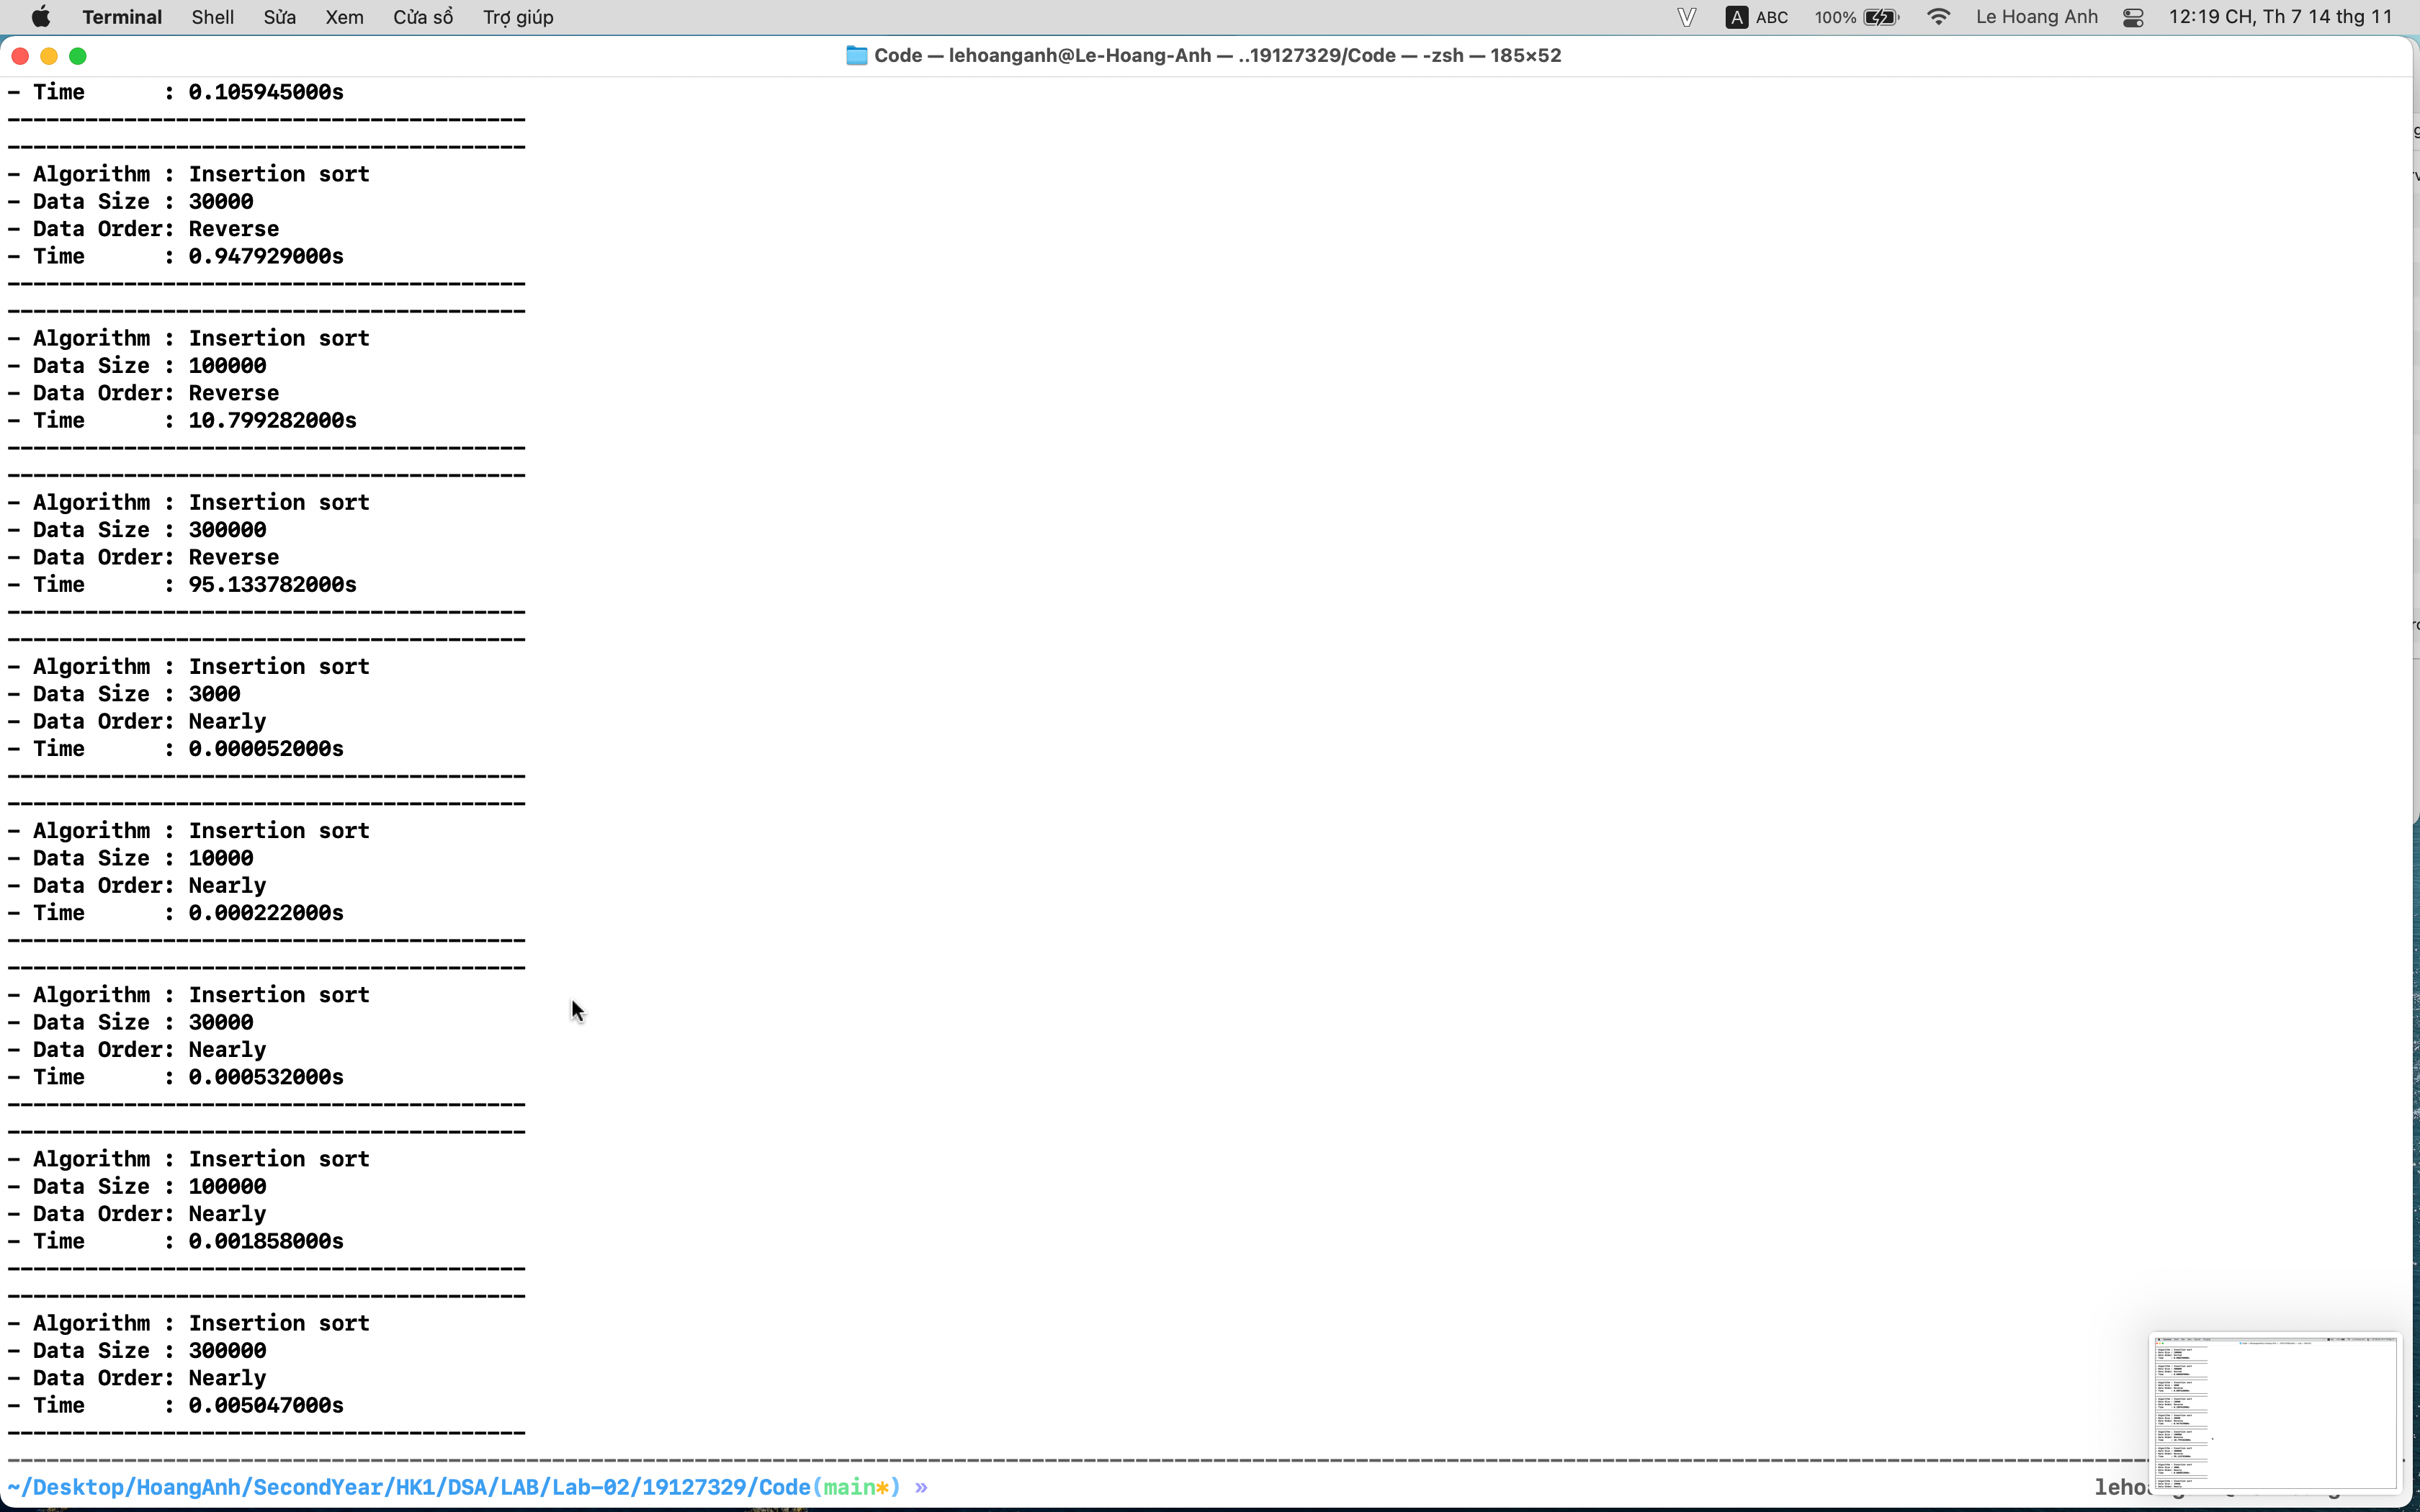 Terminal Shell Sửa Xem Cửa sổ Trợ giúp V A ABC 100% Le Hoang Anh 12:19 CH, Th 7 14 thg 11
Code — lehoanganh@Le-Hoang-Anh — ..19127329/Code — -zsh — 185×52
- Time : 0.105945000s
----------------------------------------
----------------------------------------
- Algorithm : Insertion sort
- Data Size : 30000
- Data Order: Reverse
- Time : 0.947929000s
----------------------------------------
----------------------------------------
- Algorithm : Insertion sort
- Data Size : 100000
- Data Order: Reverse
- Time : 10.799282000s
----------------------------------------
----------------------------------------
- Algorithm : Insertion sort
- Data Size : 300000
- Data Order: Reverse
- Time : 95.133782000s
----------------------------------------
----------------------------------------
- Algorithm : Insertion sort
- Data Size : 3000
- Data Order: Nearly
- Time : 0.000052000s
----------------------------------------
----------------------------------------
- Algorithm : Insertion sort
- Data Size : 10000
- Data Order: Nearly
- Time : 0.000222000s
----------------------------------------
----------------------------------------
- Algorithm : Insertion sort
- Data Size : 30000
- Data Order: Nearly
- Time : 0.000532000s
----------------------------------------
----------------------------------------
- Algorithm : Insertion sort
- Data Size : 100000
- Data Order: Nearly
- Time : 0.001858000s
----------------------------------------
----------------------------------------
- Algorithm : Insertion sort
- Data Size : 300000
- Data Order: Nearly
- Time : 0.005047000s
----------------------------------------
~/Desktop/HoangAnh/SecondYear/HK1/DSA/LAB/Lab-02/19127329/Code(main*) »